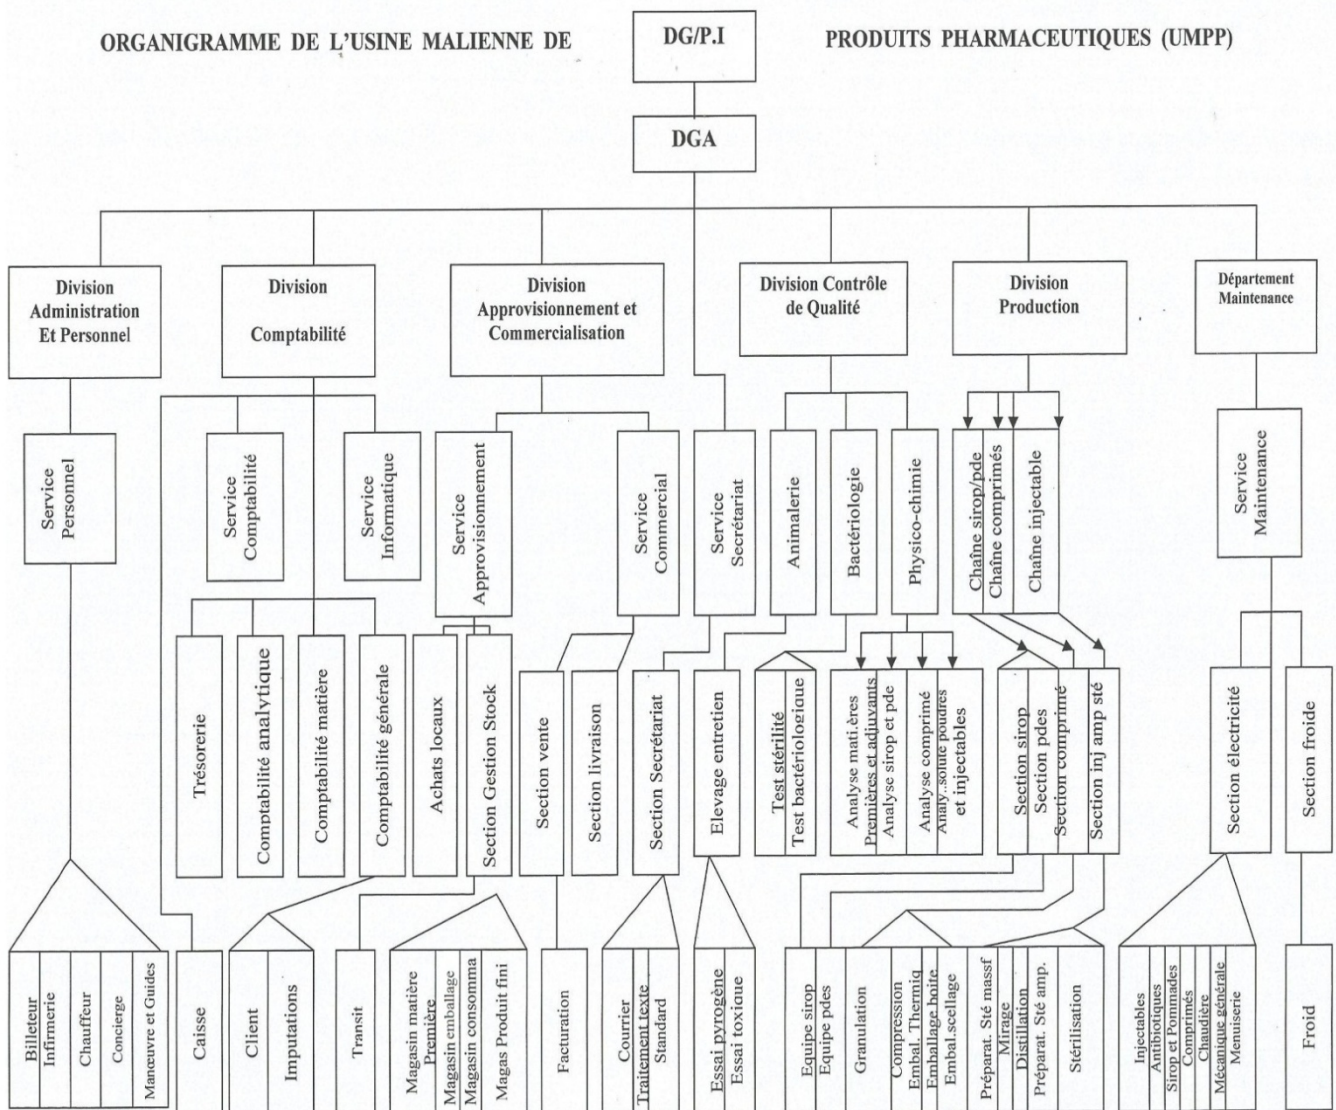 ORGANIGRAMME DE L'USINE MALIENNE DE
DG/P.I
PRODUITS PHARMACEUTIQUES (UMPP)
DGA
Division
Administration
Et Personnel
Division
Comptabilité
Division
Approvisionnement et
Commercialisation
Division Contrôle
de Qualité
Division
Production
Département
Maintenance
Service
Personnel
Service
Comptabilité
Service
Informatique
Service
Approvisionnement
Service
Commercial
Service
Secrétariat
Animalerie
Bactériologie
Physico-chimie
Chaîne sirop/pde
Chaîne comprimés
Chaîne injectable
Service
Maintenance
Trésorerie
Comptabilité analytique
Comptabilité matière
Comptabilité générale
Achats locaux
Section Gestion Stock
Section vente
Section livraison
Section Secrétariat
Elevage entretien
Test stérilité
Test bactériologique
Analyse mati.ères
Premières et adjuvants
Analyse sirop et pde
Analyse comprimé
Analy..solute poudres
et injectables
Section sirop
Section pdes
Section comprimé
Section inj amp sté
Section électricité
Section froide
Billeteur
Infirmerie
Chauffeur
Concierge
Manœuvre et Guides
Caisse
Client
Imputations
Transit
Magasin matière
Première
Magasin emballage
Magasin consomma
Magas Produit fini
Facturation
Courrier
Traitement texte
Standard
Essai pyrogène
Essai toxique
Equipe sirop
Equipe pdes
Granulation
Compression
Embal. Thermiq
Emballage boite
Embal.scellage
Préparat. Sté massf
Mirage
Distillation
Préparat. Sté amp.
Stérilisation
Injectables
Antibiotiques
Sirop et Pommades
Comprimés
Chaudière
Mécanique générale
Menuiserie
Froid